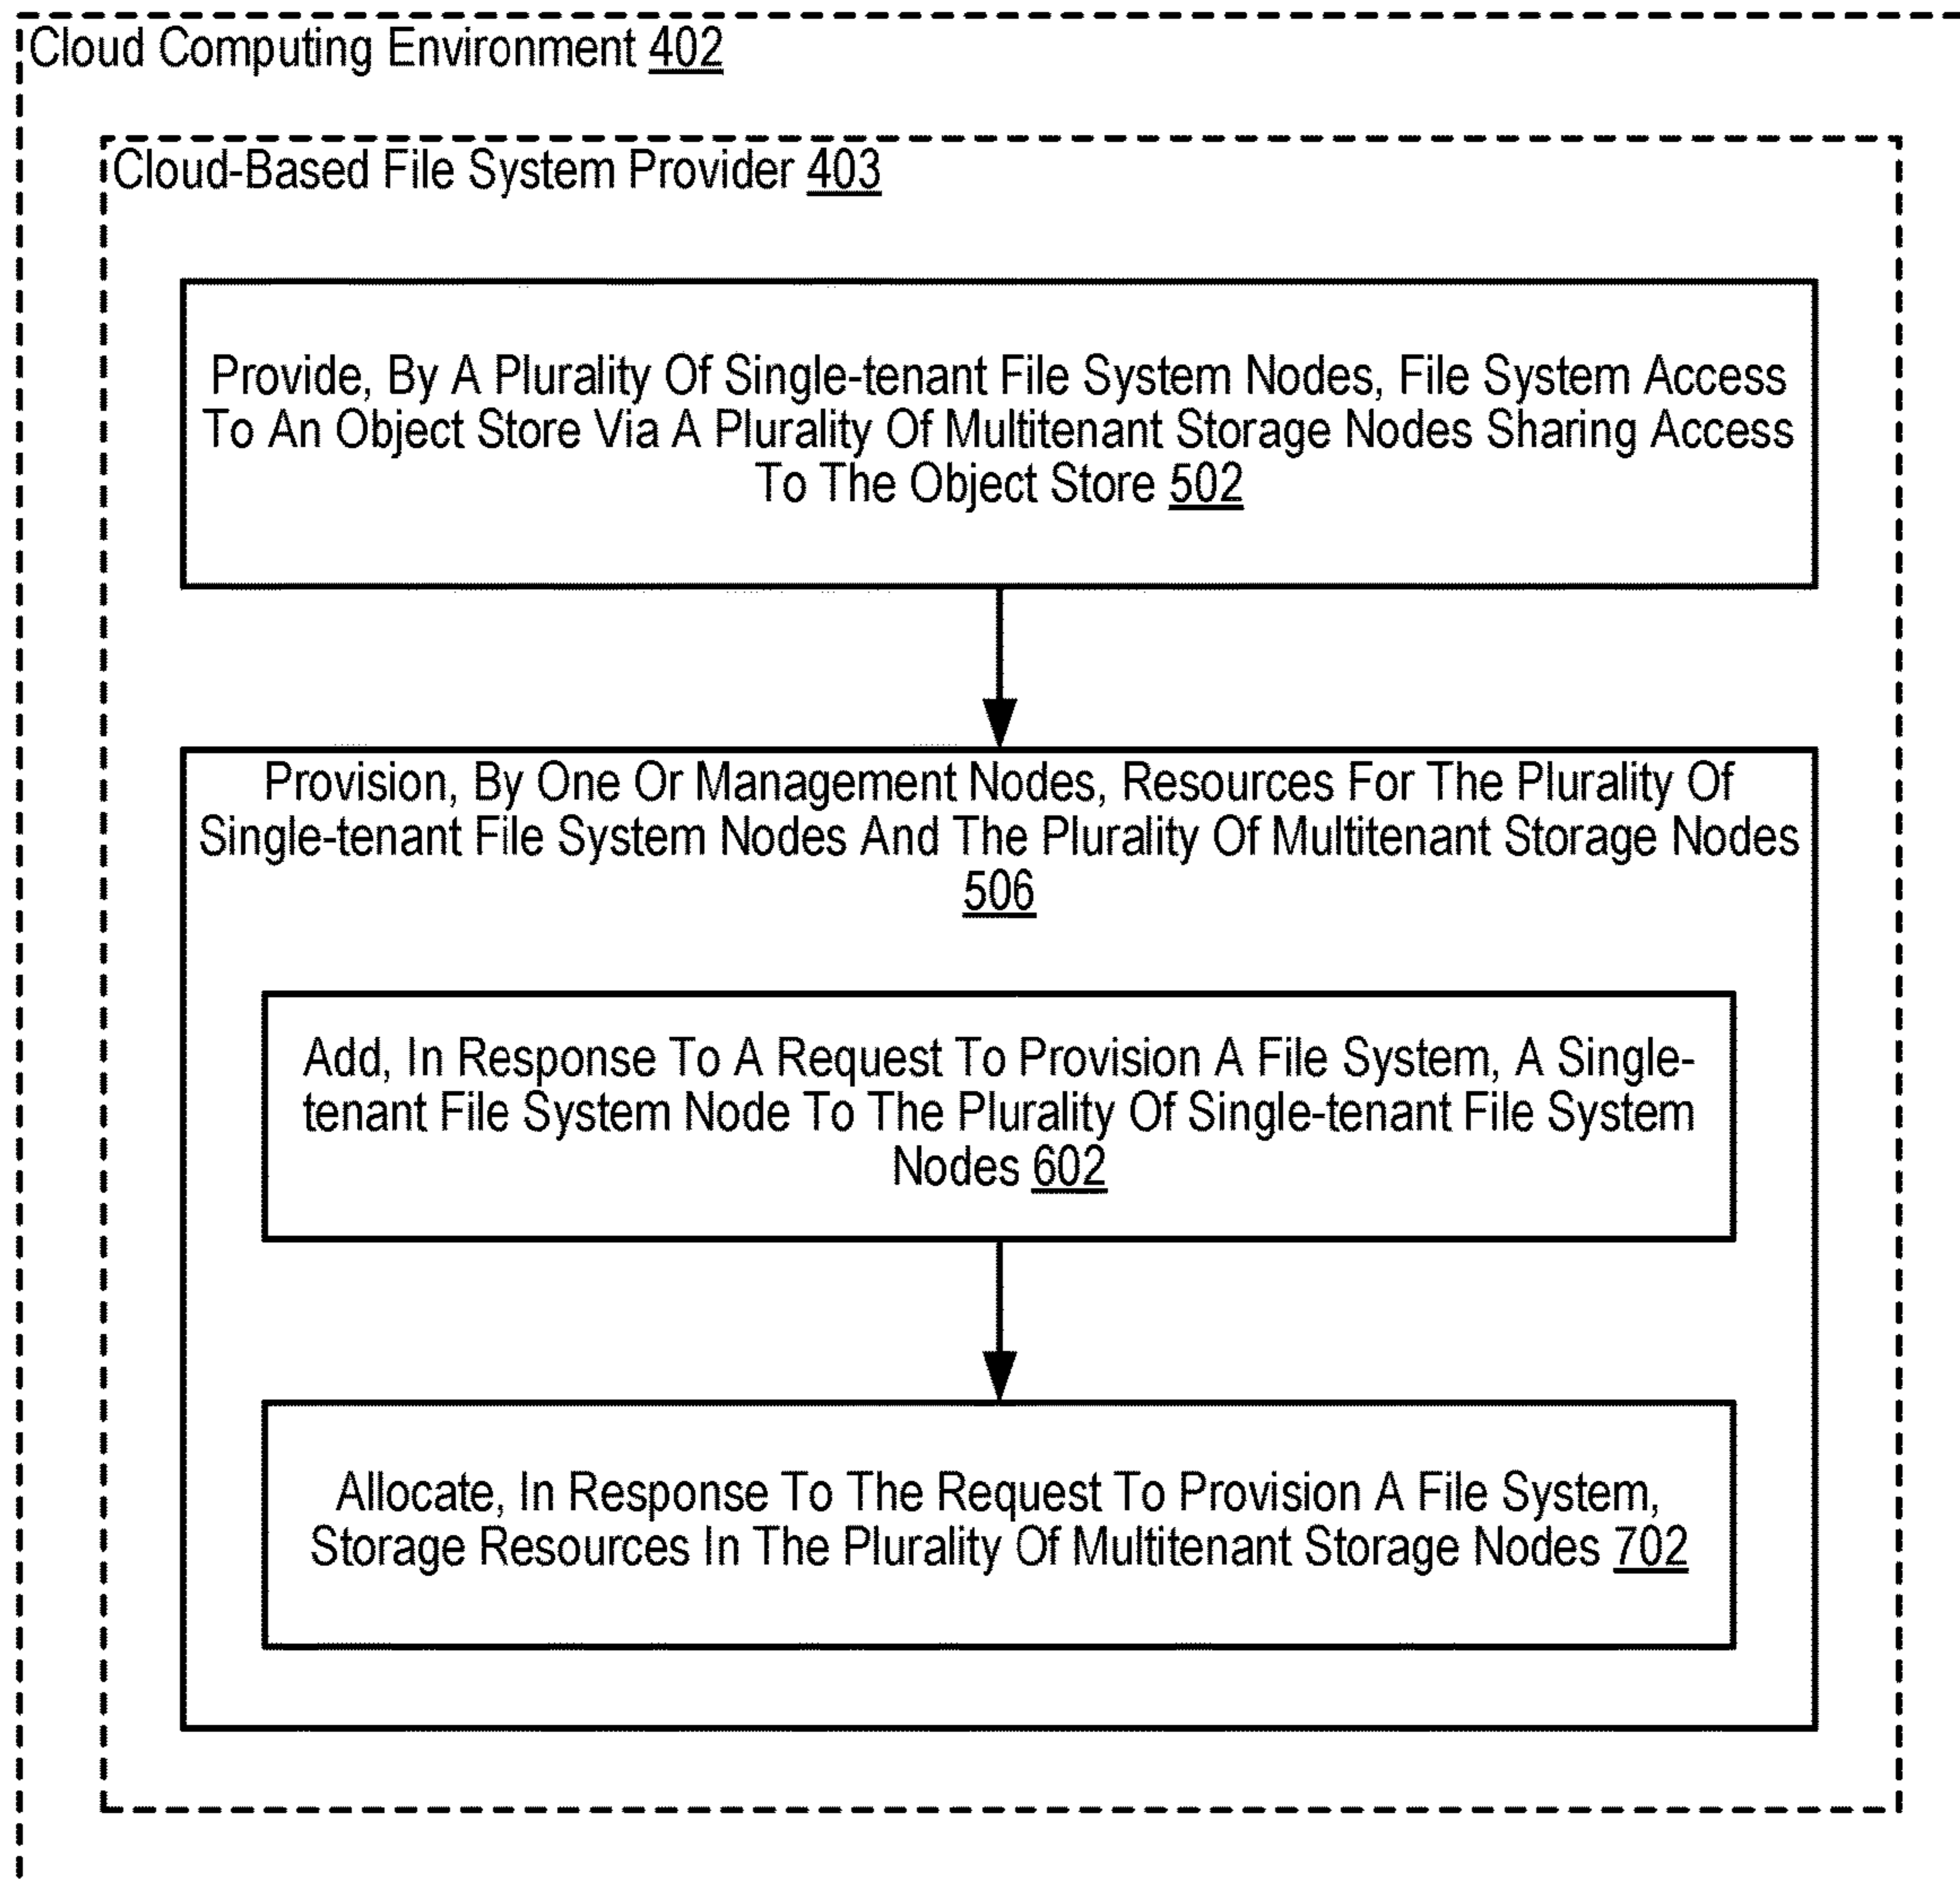 Cloud Computing Environment 402
Cloud-Based File System Provider 403
Provide, By A Plurality Of Single-tenant File System Nodes, File System Access
To An Object Store Via A Plurality Of Multitenant Storage Nodes Sharing Access
To The Object Store 502
Provision, By One Or Management Nodes, Resources For The Plurality Of
Single-tenant File System Nodes And The Plurality Of Multitenant Storage Nodes
506
Add, In Response To A Request To Provision A File System, A Single-
tenant File System Node To The Plurality Of Single-tenant File System
Nodes 602
Allocate, In Response To The Request To Provision A File System,
Storage Resources In The Plurality Of Multitenant Storage Nodes 702